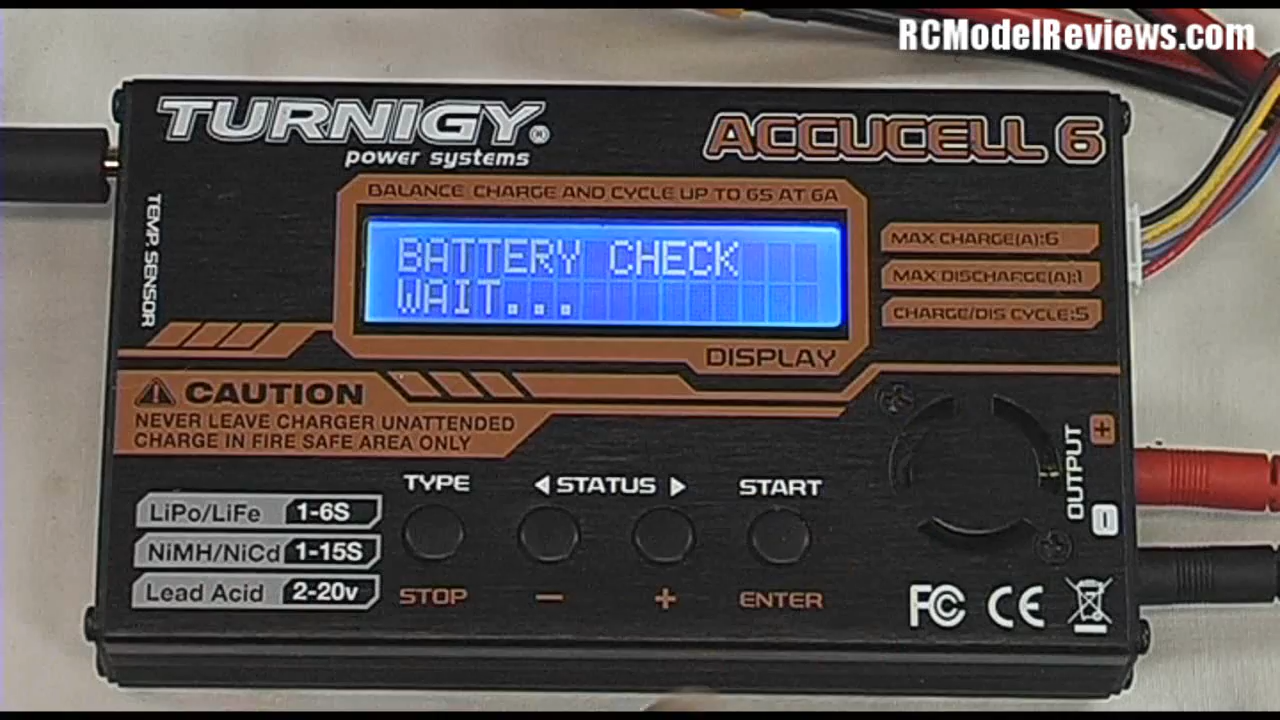 RCModelReviews.com
TURNIGY®
power systems
ACCUCELL 6
BALANCE CHARGE AND CYCLE UP TO 6S AT 6A
TEMP. SENSOR
BATTERY CHECK
WAIT...
MAX CHARGE(A):6
MAX DISCHARGE(A):1
CHARGE/DIS CYCLE:5
DISPLAY
CAUTION
NEVER LEAVE CHARGER UNATTENDED
CHARGE IN FIRE SAFE AREA ONLY
OUTPUT
+
−
TYPE
◀ STATUS ▶
START
LiPo/LiFe 1-6S
NiMH/NiCd 1-15S
Lead Acid 2-20v
STOP
−
+
ENTER
FC CE